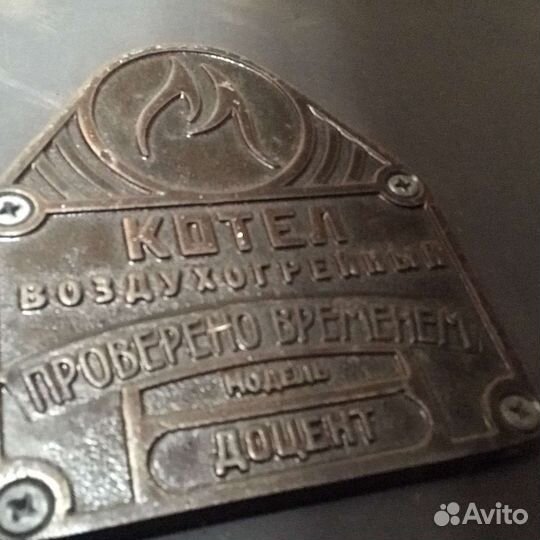 КОТЕЛ
ВОЗДУХОГРЕЙНЫЙ
ПРОВЕРЕНО ВРЕМЕНЕМ.
МОДЕЛЬ
ДОЦЕНТ
Avito